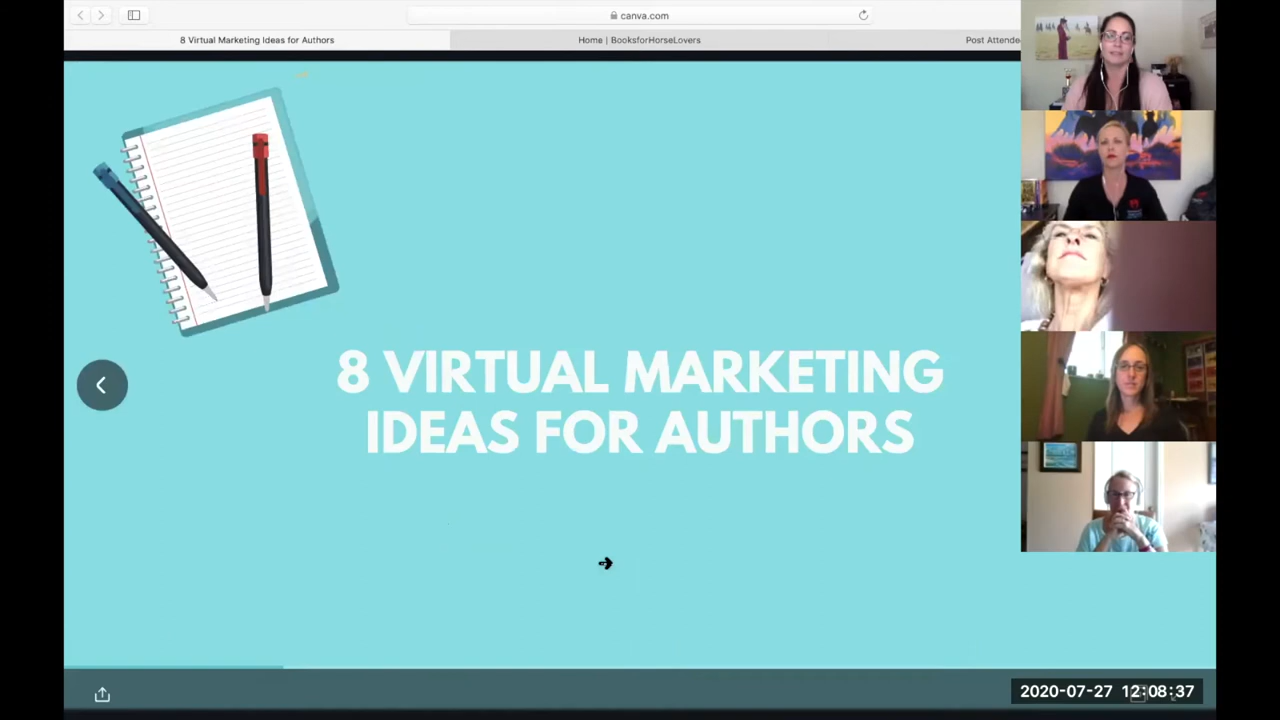 canva.com
8 Virtual Marketing Ideas for Authors
Home | BooksforHorseLovers
Post Attende
8 VIRTUAL MARKETING
IDEAS FOR AUTHORS
2020-07-27 12:08:37